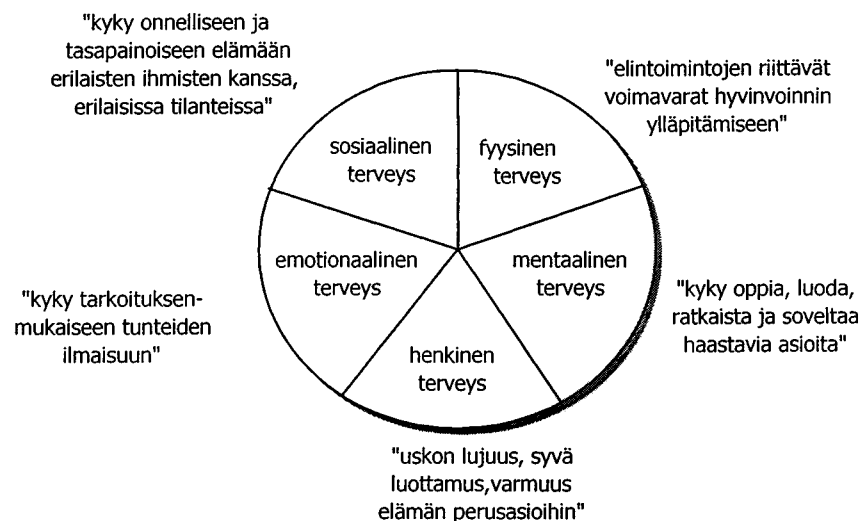 "kyky onnelliseen ja
tasapainoiseen elämään
erilaisten ihmisten kanssa,
erilaisissa tilanteissa"
"elintoimintojen riittävät
voimavarat hyvinvoinnin
ylläpitämiseen"
sosiaalinen
terveys
fyysinen
terveys
emotionaalinen
terveys
mentaalinen
terveys
"kyky tarkoituksen-
mukaiseen tunteiden
ilmaisuun"
"kyky oppia, luoda,
ratkaista ja soveltaa
haastavia asioita"
henkinen
terveys
"uskon lujuus, syvä
luottamus,varmuus
elämän perusasioihin"